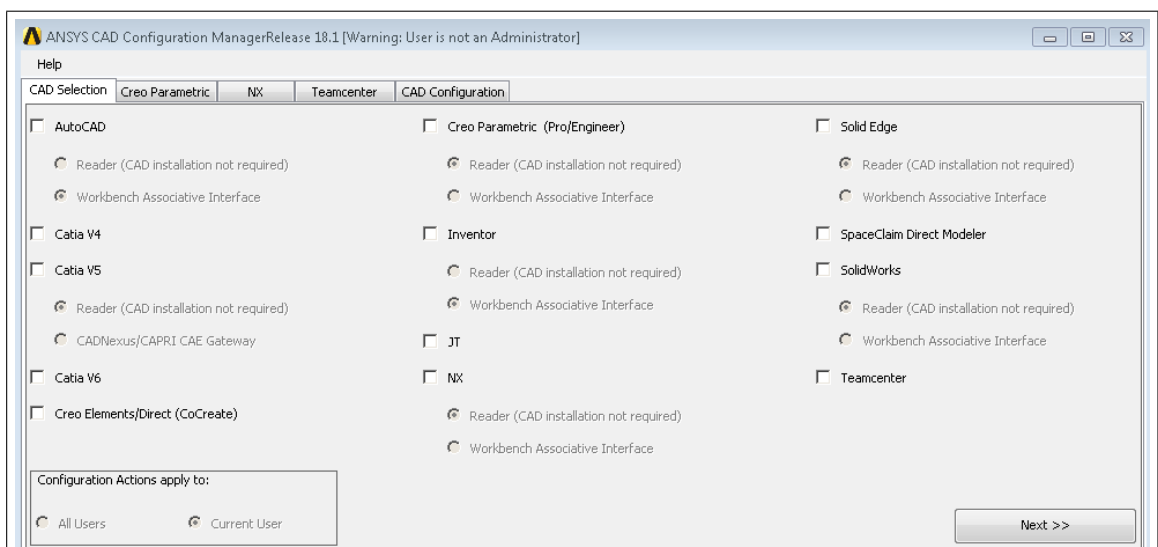 ANSYS CAD Configuration ManagerRelease 18.1 [Warning: User is not an Administrator]
Help
CAD Selection
Creo Parametric
NX
Teamcenter
CAD Configuration
AutoCAD
Reader (CAD installation not required)
Workbench Associative Interface
Catia V4
Catia V5
Reader (CAD installation not required)
CADNexus/CAPRI CAE Gateway
Catia V6
Creo Elements/Direct (CoCreate)
Creo Parametric (Pro/Engineer)
Reader (CAD installation not required)
Workbench Associative Interface
Inventor
Reader (CAD installation not required)
Workbench Associative Interface
JT
NX
Reader (CAD installation not required)
Workbench Associative Interface
Solid Edge
Reader (CAD installation not required)
Workbench Associative Interface
SpaceClaim Direct Modeler
SolidWorks
Reader (CAD installation not required)
Workbench Associative Interface
Teamcenter
Configuration Actions apply to:
All Users
Current User
Next >>